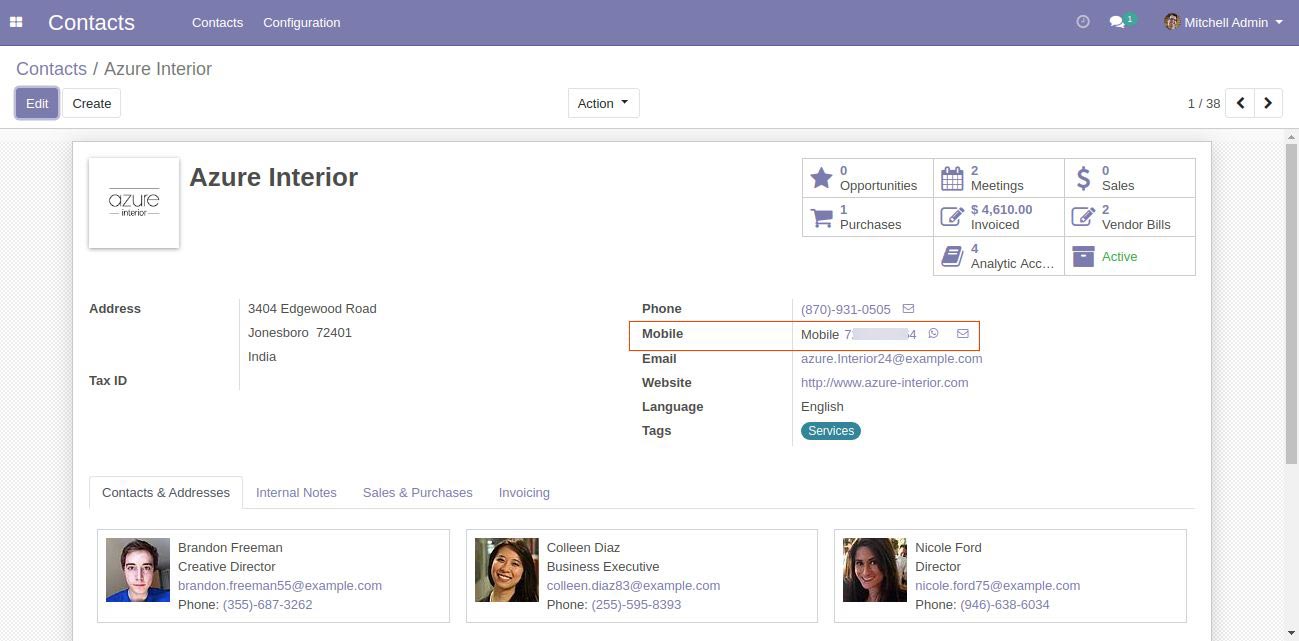 Contacts
Contacts Configuration
1
Mitchell Admin
Contacts / Azure Interior
Edit Create
Action
1 / 38
azure
interior
Azure Interior
0
Opportunities
2
Meetings
0
Sales
1
Purchases
$ 4,610.00
Invoiced
2
Vendor Bills
4
Analytic Acc…
Active
Address
3404 Edgewood Road
Jonesboro 72401
India
Tax ID
Phone (870)-931-0505
Mobile Mobile 7 4
Email azure.Interior24@example.com
Website http://www.azure-interior.com
Language English
Tags Services
Contacts & Addresses Internal Notes Sales & Purchases Invoicing
Brandon Freeman
Creative Director
brandon.freeman55@example.com
Phone: (355)-687-3262
Colleen Diaz
Business Executive
colleen.diaz83@example.com
Phone: (255)-595-8393
Nicole Ford
Director
nicole.ford75@example.com
Phone: (946)-638-6034